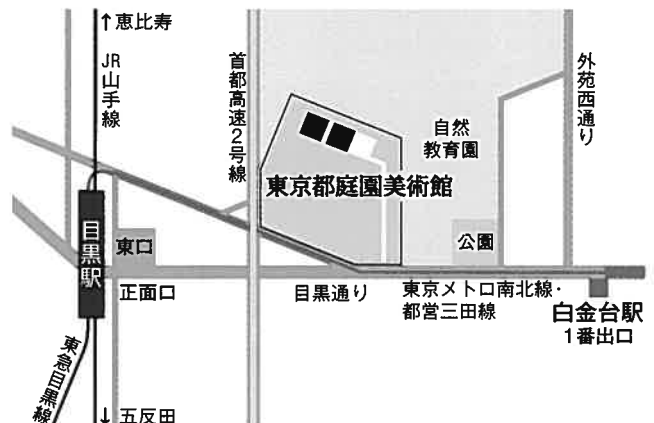 ↑恵比寿
JR山手線
首都高速2号線
外苑西通り
自然
教育園
東京都庭園美術館
目黒駅
東口
公園
正面口
目黒通り
東京メトロ南北線・
都営三田線
白金台駅
1番出口
東急目黒線
↓五反田